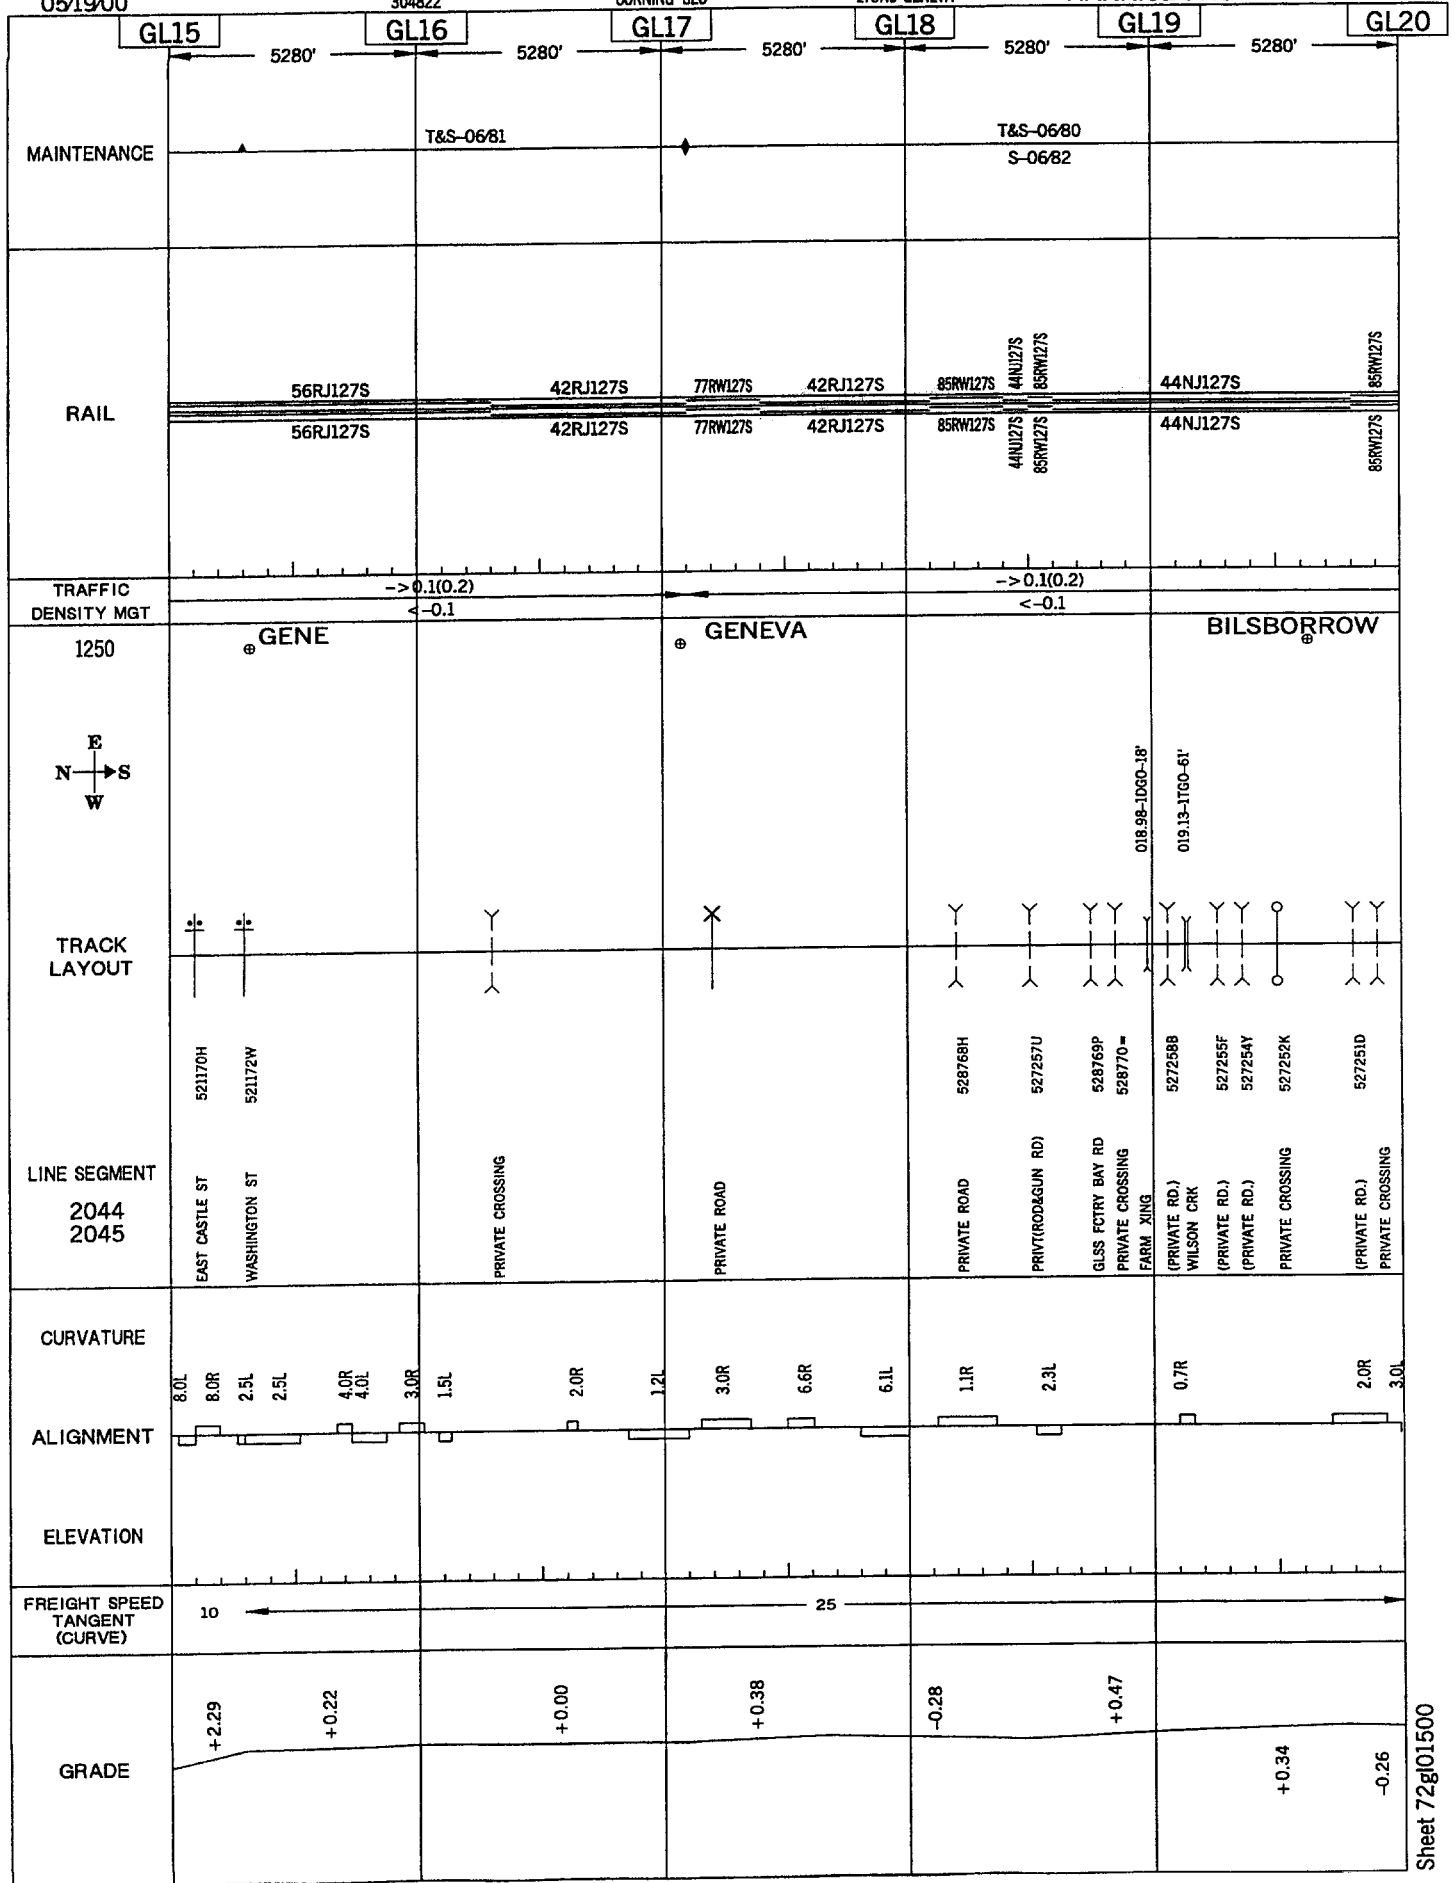 05/19/00
304822
GL15 GL16 GL17 GL18 GL19 GL20
5280' 5280' 5280' 5280' 5280'
MAINTENANCE
T&S-06/81
T&S-06/80
S-06/82
RAIL
56RJ127S 42RJ127S 77RW127S 42RJ127S 85RW127S 44NJ127S 85RW127S 44NJ127S 85RW127S
56RJ127S 42RJ127S 77RW127S 42RJ127S 85RW127S 44NJ127S 85RW127S 44NJ127S 85RW127S
TRAFFIC
DENSITY MGT
->0.1(0.2) ->0.1(0.2)
<-0.1 <-0.1
1250
GENE GENEVA BILSBORROW
E
N S
W
018.98-1DGO-18' 019.13-1TGO-61'
TRACK
LAYOUT
521170H 521172W 528768H 527257U 528769P 528770= 527258B 527255F 527254Y 527252K 527251D
LINE SEGMENT
2044
2045
EAST CASTLE ST
WASHINGTON ST
PRIVATE CROSSING
PRIVATE ROAD
PRIVATE ROAD
PRIVT(ROD&GUN RD)
GLSS FCTRY BAY RD
PRIVATE CROSSING
FARM XING
(PRIVATE RD.)
WILSON CRK
(PRIVATE RD.)
(PRIVATE RD.)
PRIVATE CROSSING
(PRIVATE RD.)
PRIVATE CROSSING
CURVATURE
8.0L 8.0R 2.5L 2.5L 4.0R 4.0L 3.0R 1.5L 2.0R 1.2L 3.0R 6.6R 6.1L 1.1R 2.3L 0.7R 2.0R 3.0L
ALIGNMENT
ELEVATION
FREIGHT SPEED
TANGENT
(CURVE)
10 25
GRADE
+2.29 +0.22 +0.00 +0.38 -0.28 +0.47 +0.34 -0.26
Sheet 72gl01500